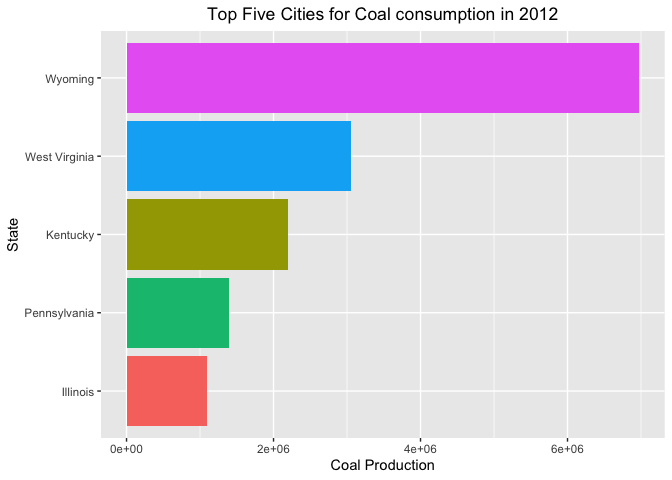 Top Five Cities for Coal consumption in 2012
Wyoming
West Virginia
Kentucky
Pennsylvania
Illinois
State
0e+00 2e+06 4e+06 6e+06
Coal Production